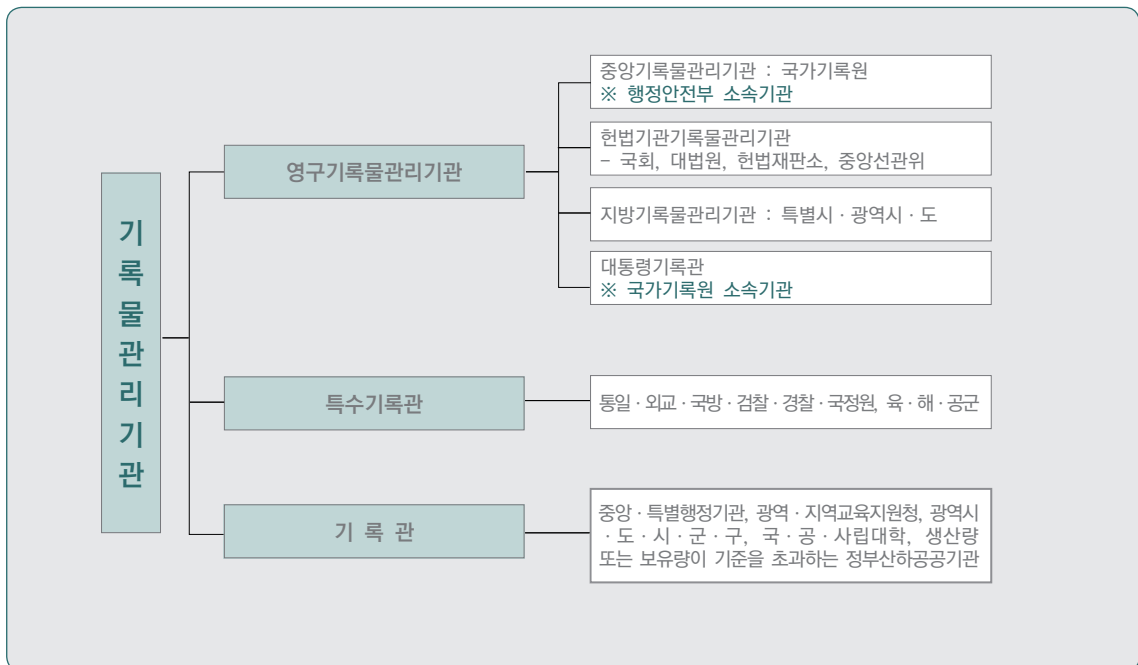 기록물관리기관
영구기록물관리기관
중앙기록물관리기관 : 국가기록원
※ 행정안전부 소속기관
헌법기관기록물관리기관
– 국회, 대법원, 헌법재판소, 중앙선관위
지방기록물관리기관 : 특별시 · 광역시 · 도
대통령기록관
※ 국가기록원 소속기관
특수기록관
통일 · 외교 · 국방 · 검찰 · 경찰 · 국정원, 육 · 해 · 공군
기 록 관
중앙 · 특별행정기관, 광역 · 지역교육지원청, 광역시
· 도 · 시 · 군 · 구, 국 · 공 · 사립대학, 생산량
또는 보유량이 기준을 초과하는 정부산하공공기관